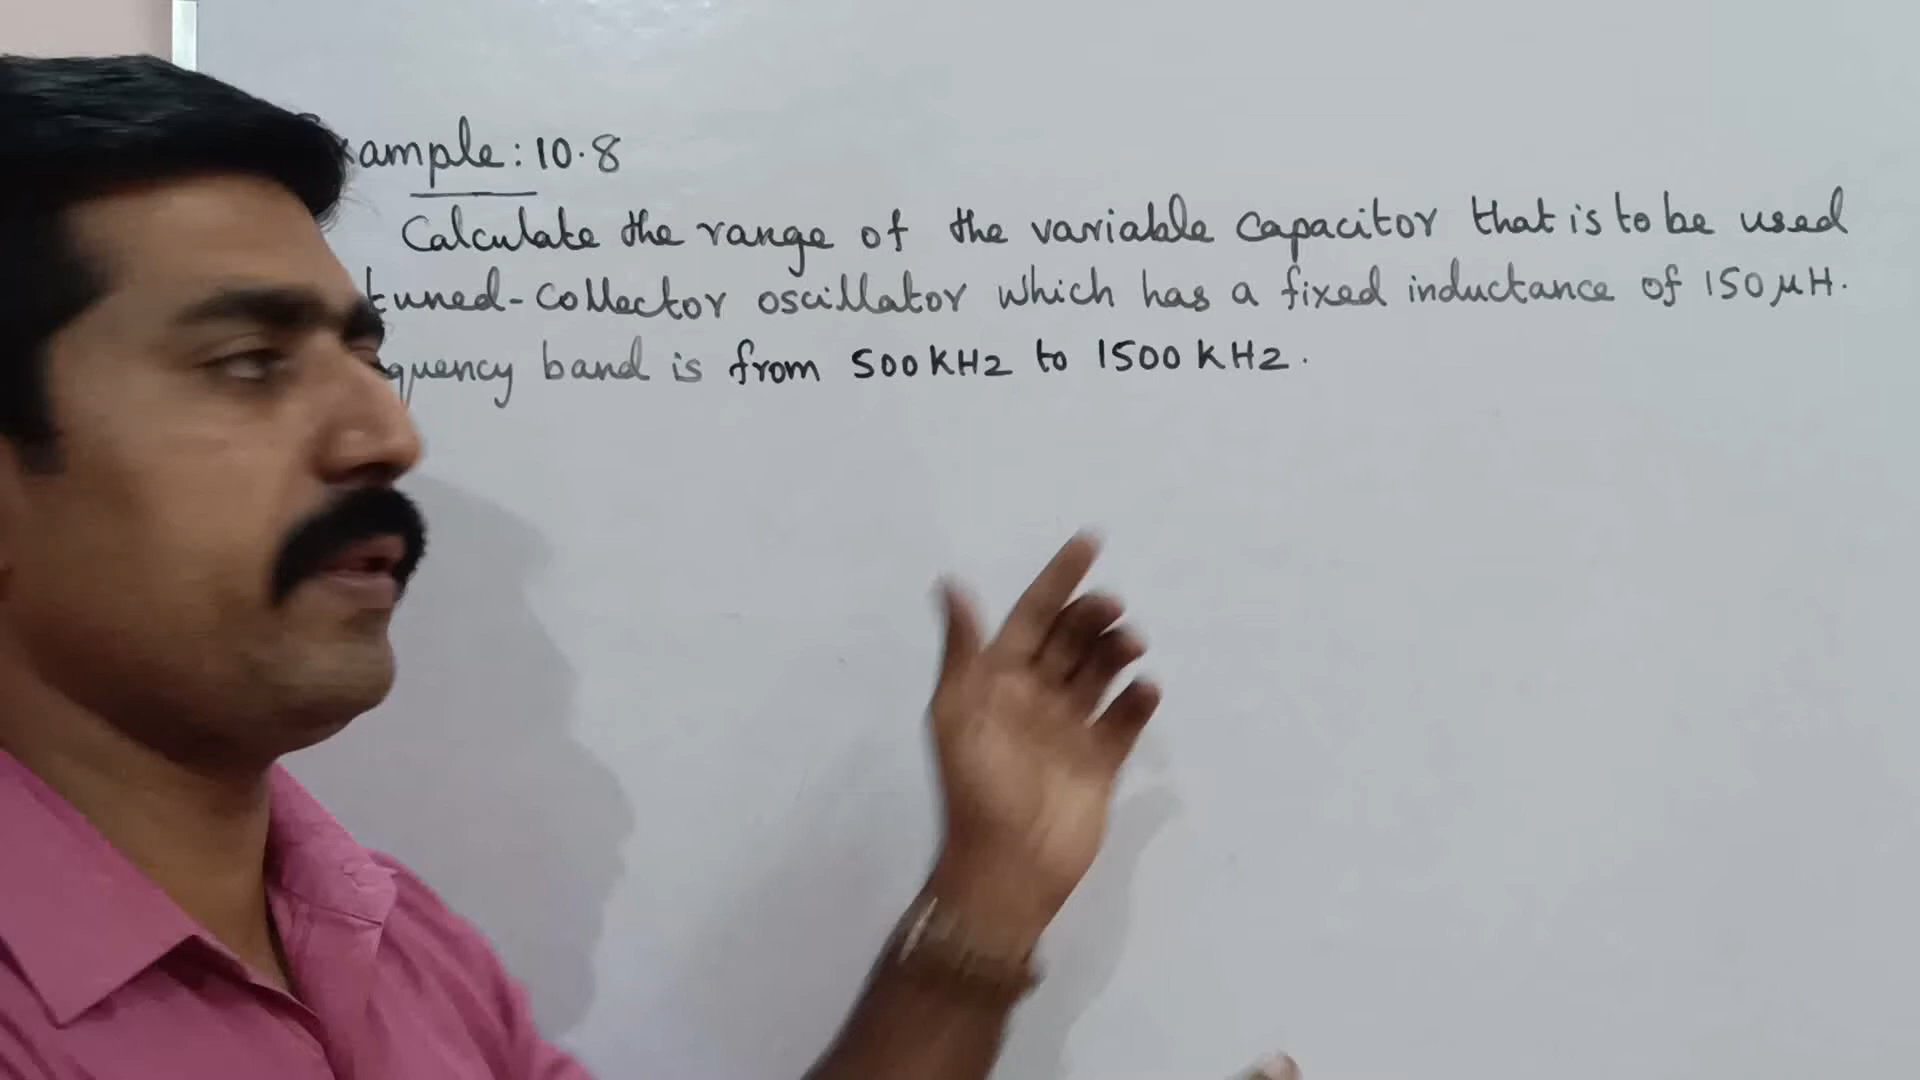 xample: 10.8
Calculate the range of the variable capacitor that is to be used
tuned-collector oscillator which has a fixed inductance of 150 μH.
quency band is from 500 KHz to 1500 KHz.